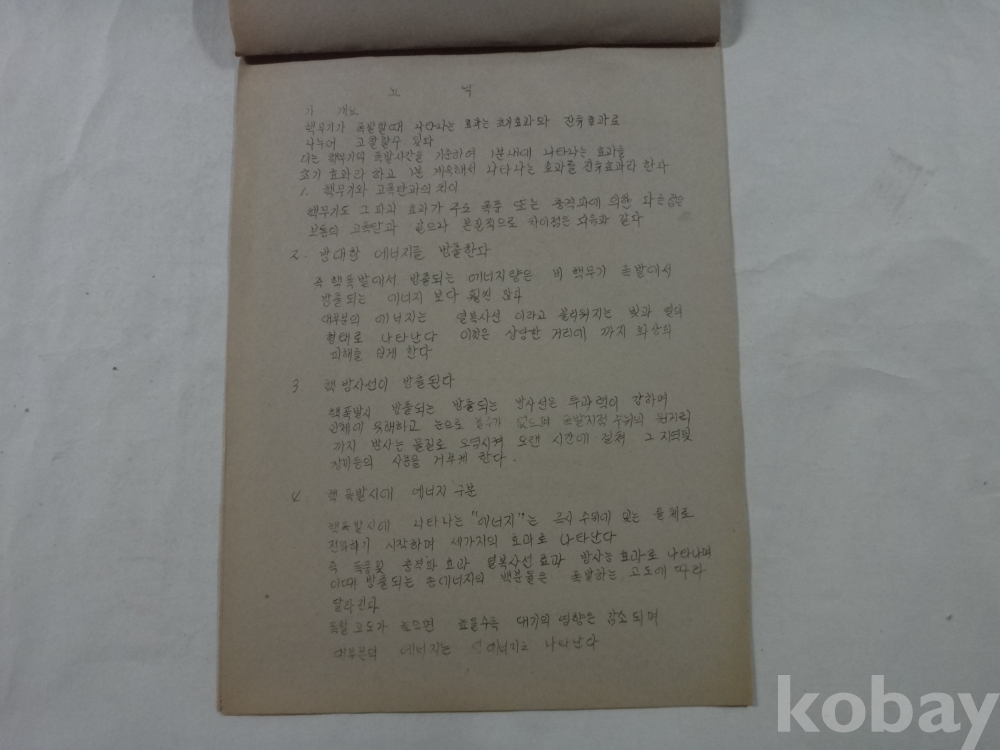 가 개요
핵무기가 폭발할때 나타나는 효과는 초기효과와 잔유효과로
나누어 고찰할수 있다
핵무기의 폭발시간을 기준하여 1분새에 나타나는 효과를
초기 효과라 하고 1분 계속해서 나타나는 효과를 잔유효과라 한다
1. 핵무기와 고폭탄과의 차이
핵무기도 그 파괴 효과가 주로 폭풍 또는 충격파에 의한
보통의 고폭탄과 같으나 본질적으로 차이점은 다음과 같다
2. 방대한 에너지를 방출한다
즉 핵폭발에서 방출되는 에너지량은 비 핵무기 폭발에서
방출되는 에너지 보다 훨씬 많다
대부분의 에너지는 열복사선 이라고 불리워지는 빛과 열의
형태로 나타난다 이것은 상당한 거리에 까지 화상의
피해를 입게 한다
3. 핵 방사선이 방출된다
핵폭발시 방출되는 방출되는 방사선은 투과력이 강하며
인체에 유해하고 눈으로 볼수가 없으며 폭발지점 주위의 원거리
까지 방사능 물질로 오염시켜 오랜 시간에 걸쳐 그 지역및
장비등의 사용을 거부케 한다.
4. 핵 폭발시에 에너지 구분
핵폭발시에 나타나는 "에너지"는 즉시 주위에 있는 물체로
전파하기 시작하며 세가지의 효과로 나타난다
즉 폭풍및 충격파 효과 열복사선 효과 방사능 효과로 나타나며
이때 방출되는 총에너지의 백분율은 폭발하는 고도에 따라
달라진다
폭발 고도가 높으면 높을수록 대기의 영향은 감소되며
대부분의 에너지는 에너지로 나타난다
kobay